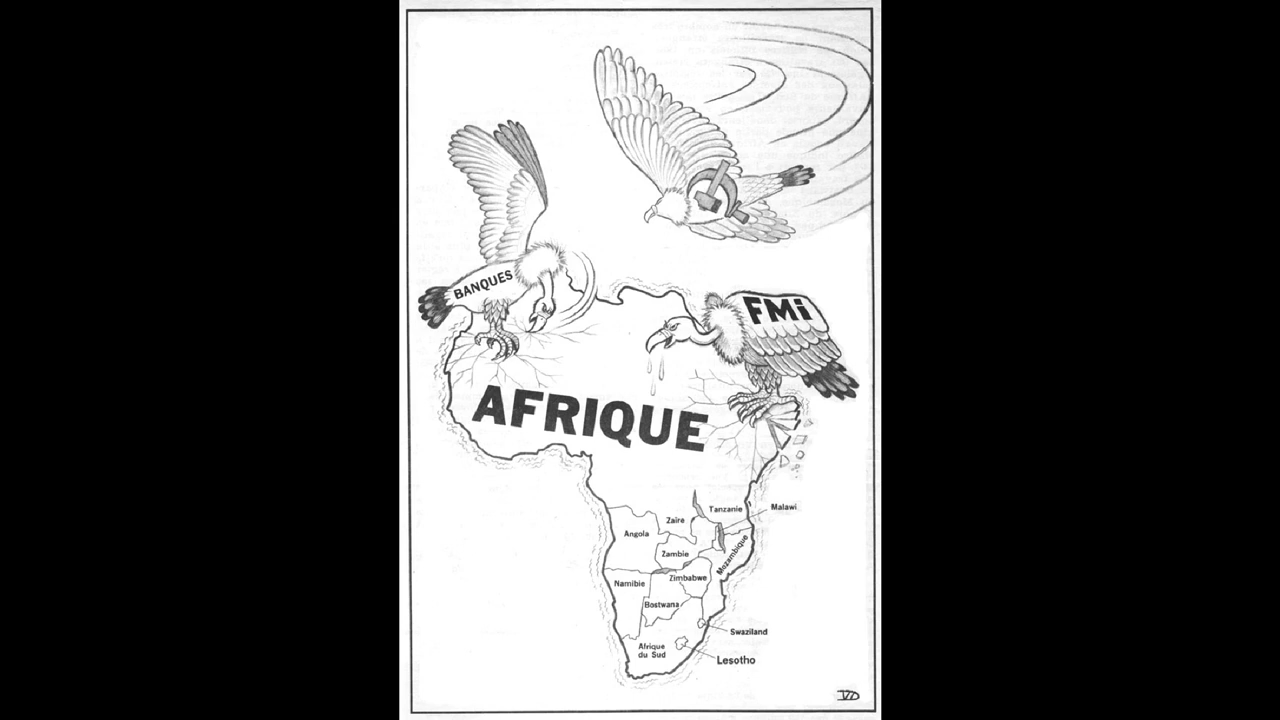 BANQUES
FMi
AFRIQUE
Tanzanie
Malawi
Zaïre
Angola
Zambie
Mozambique
Namibie
Zimbabwe
Bostwana
Swaziland
Afrique
du Sud
Lesotho